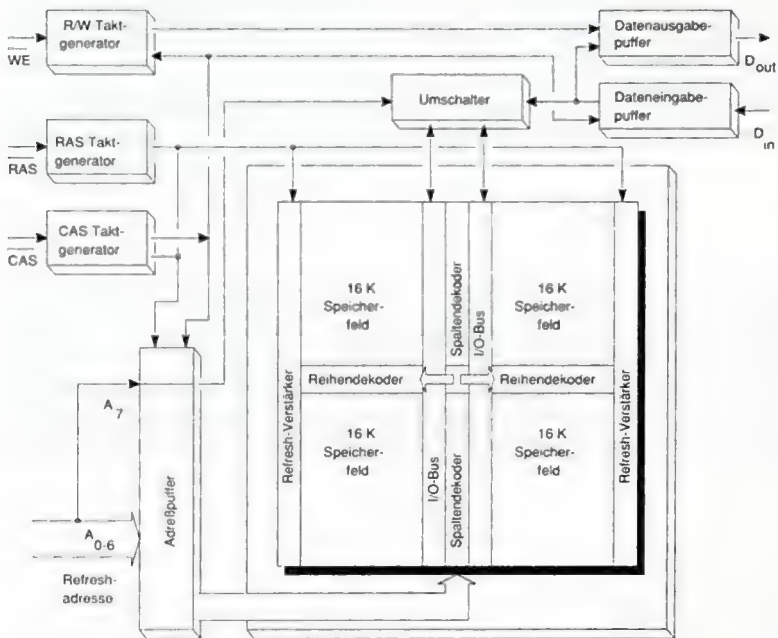 R/W Takt-
generator
WE
Datenausgabe-
puffer
D out
Umschalter
Dateneingabe-
puffer
D in
RAS Takt-
generator
RAS
CAS Takt-
generator
CAS
16 K
Speicher-
feld
Spaltendekoder
I/O-Bus
16 K
Speicher-
feld
Refresh-Verstärker
Reihendekoder
Reihendekoder
Refresh-Verstärker
16 K
Speicher-
feld
I/O-Bus
Spaltendekoder
16 K
Speicher-
feld
A7
Adreßpuffer
A0-6
Refresh-
adresse